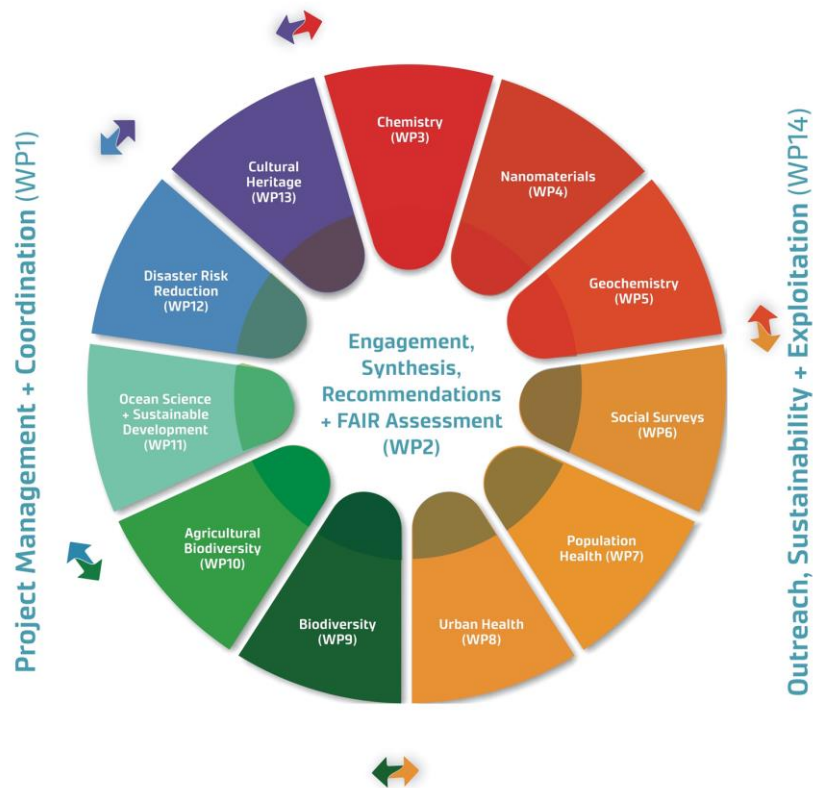 Project Management + Coordination (WP1)
Chemistry
(WP3)
Nanomaterials
(WP4)
Geochemistry
(WP5)
Social Surveys
(WP6)
Population
Health (WP7)
Urban Health
(WP8)
Biodiversity
(WP9)
Agricultural
Biodiversity
(WP10)
Ocean Science
+ Sustainable
Development
(WP11)
Disaster Risk
Reduction
(WP12)
Cultural
Heritage
(WP13)
Engagement,
Synthesis,
Recommendations
+ FAIR Assessment
(WP2)
Outreach, Sustainability + Exploitation (WP14)